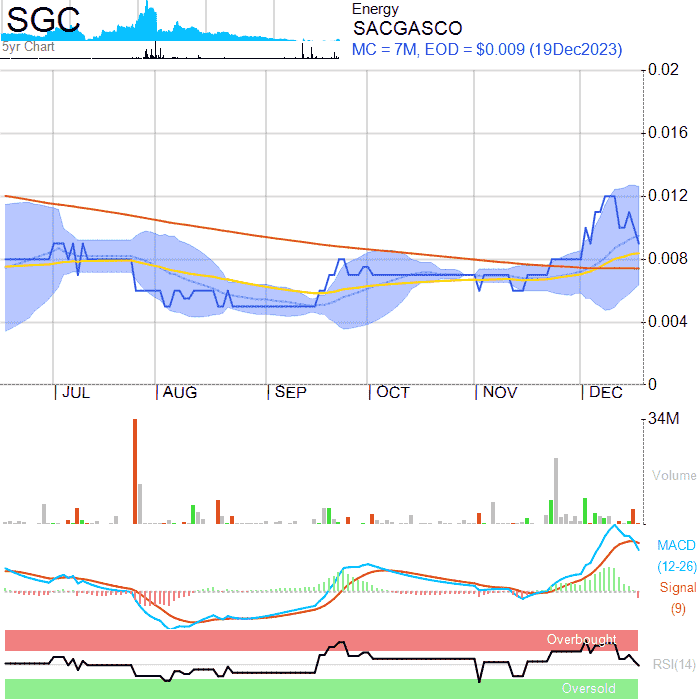 SGC
5yr Chart
Energy
SACGASCO
MC = 7M, EOD = $0.009 (19Dec2023)
0.02
0.016
0.012
0.008
0.004
0
JUL AUG SEP OCT NOV DEC
34M
Volume
MACD
(12-26)
Signal
(9)
Overbought
RSI(14)
Oversold